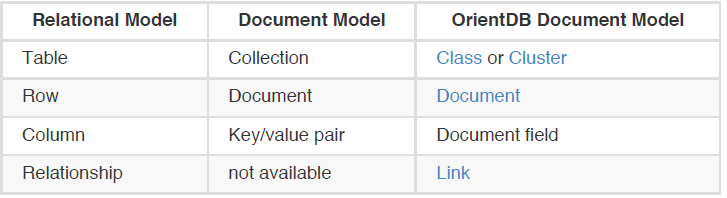 Relational Model Document Model OrientDB Document Model
Table Collection Class or Cluster
Row Document Document
Column Key/value pair Document field
Relationship not available Link